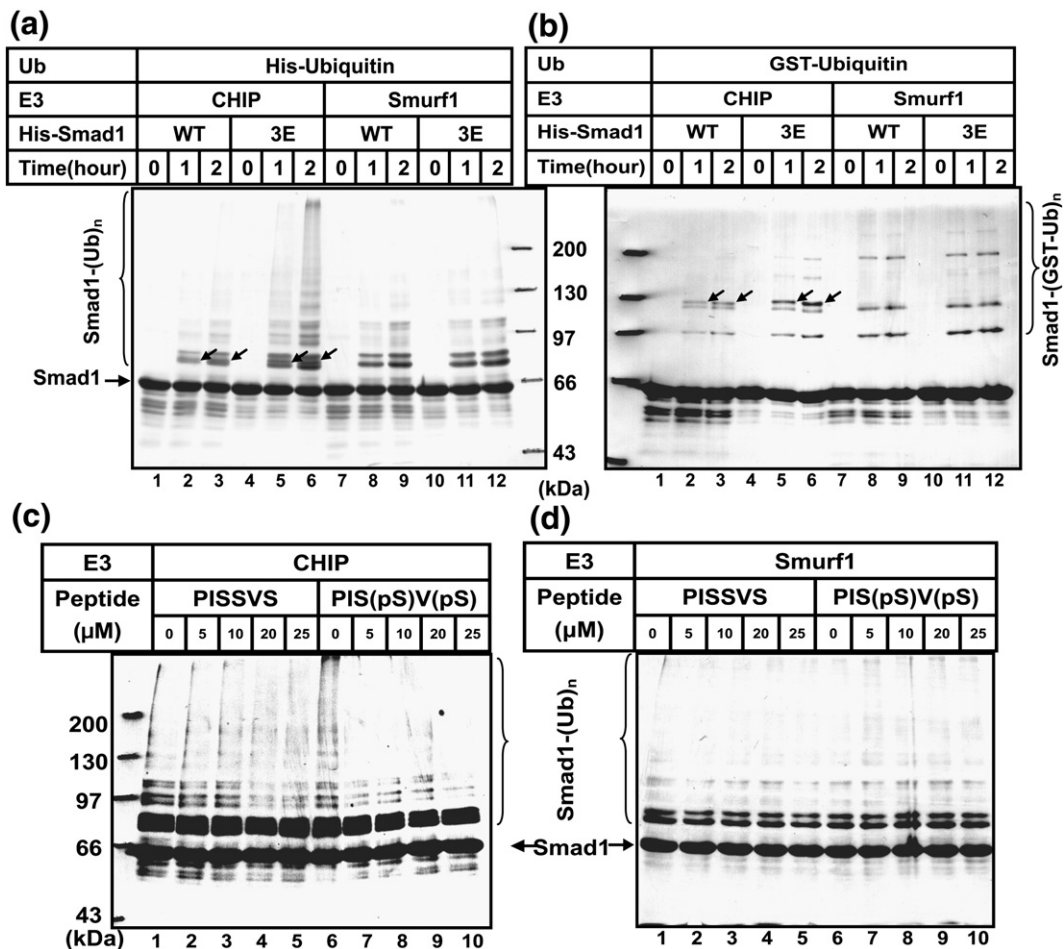 (a)
Ub His-Ubiquitin
E3 CHIP Smurf1
His-Smad1 WT 3E WT 3E
Time(hour) 0 1 2 0 1 2 0 1 2 0 1 2
Smad1-(Ub)n
Smad1
200
130
97
66
43
1 2 3 4 5 6 7 8 9 10 11 12
(kDa)
(b)
Ub GST-Ubiquitin
E3 CHIP Smurf1
His-Smad1 WT 3E WT 3E
Time(hour) 0 1 2 0 1 2 0 1 2 0 1 2
Smad1-(GST-Ub)n
1 2 3 4 5 6 7 8 9 10 11 12
(c)
E3 CHIP
Peptide PISSVS PIS(pS)V(pS)
(µM) 0 5 10 20 25 0 5 10 20 25
200
130
97
66
43
(kDa) 1 2 3 4 5 6 7 8 9 10
(d)
E3 Smurf1
Peptide PISSVS PIS(pS)V(pS)
(µM) 0 5 10 20 25 0 5 10 20 25
Smad1-(Ub)n
Smad1
1 2 3 4 5 6 7 8 9 10